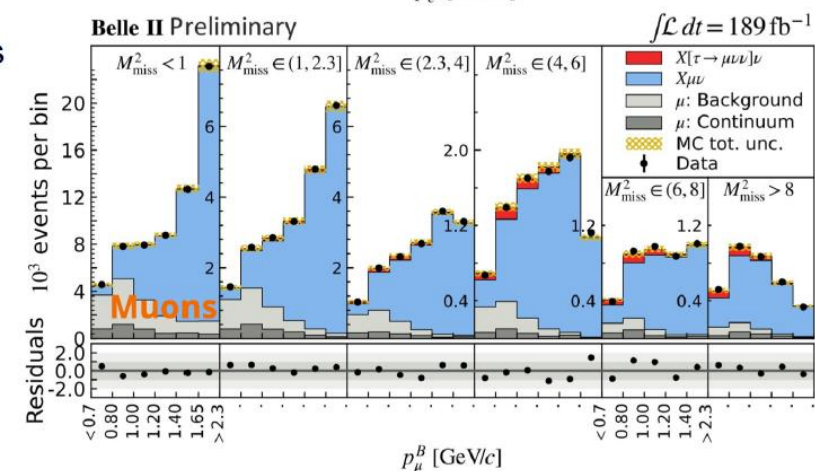 s
Belle II Preliminary
∫ℒ dt = 189 fb⁻¹
M²miss < 1
M²miss ∈ (1, 2.3]
M²miss ∈ (2.3, 4]
M²miss ∈ (4, 6]
X[τ → μνν]ν
Xμν
μ: Background
μ: Continuum
MC tot. unc.
Data
M²miss ∈ (6, 8]
M²miss > 8
10³ events per bin
20
16
12
8
4
0
6
4
2
6
4
2
2.0
1.2
0.4
1.2
0.4
1.2
0.4
Muons
Residuals
2.0
0.0
-2.0
< 0.7
0.80
1.00
1.20
1.40
1.65
> 2.3
< 0.7
0.80
1.00
1.20
1.40
> 2.3
pᴮμ [GeV/c]